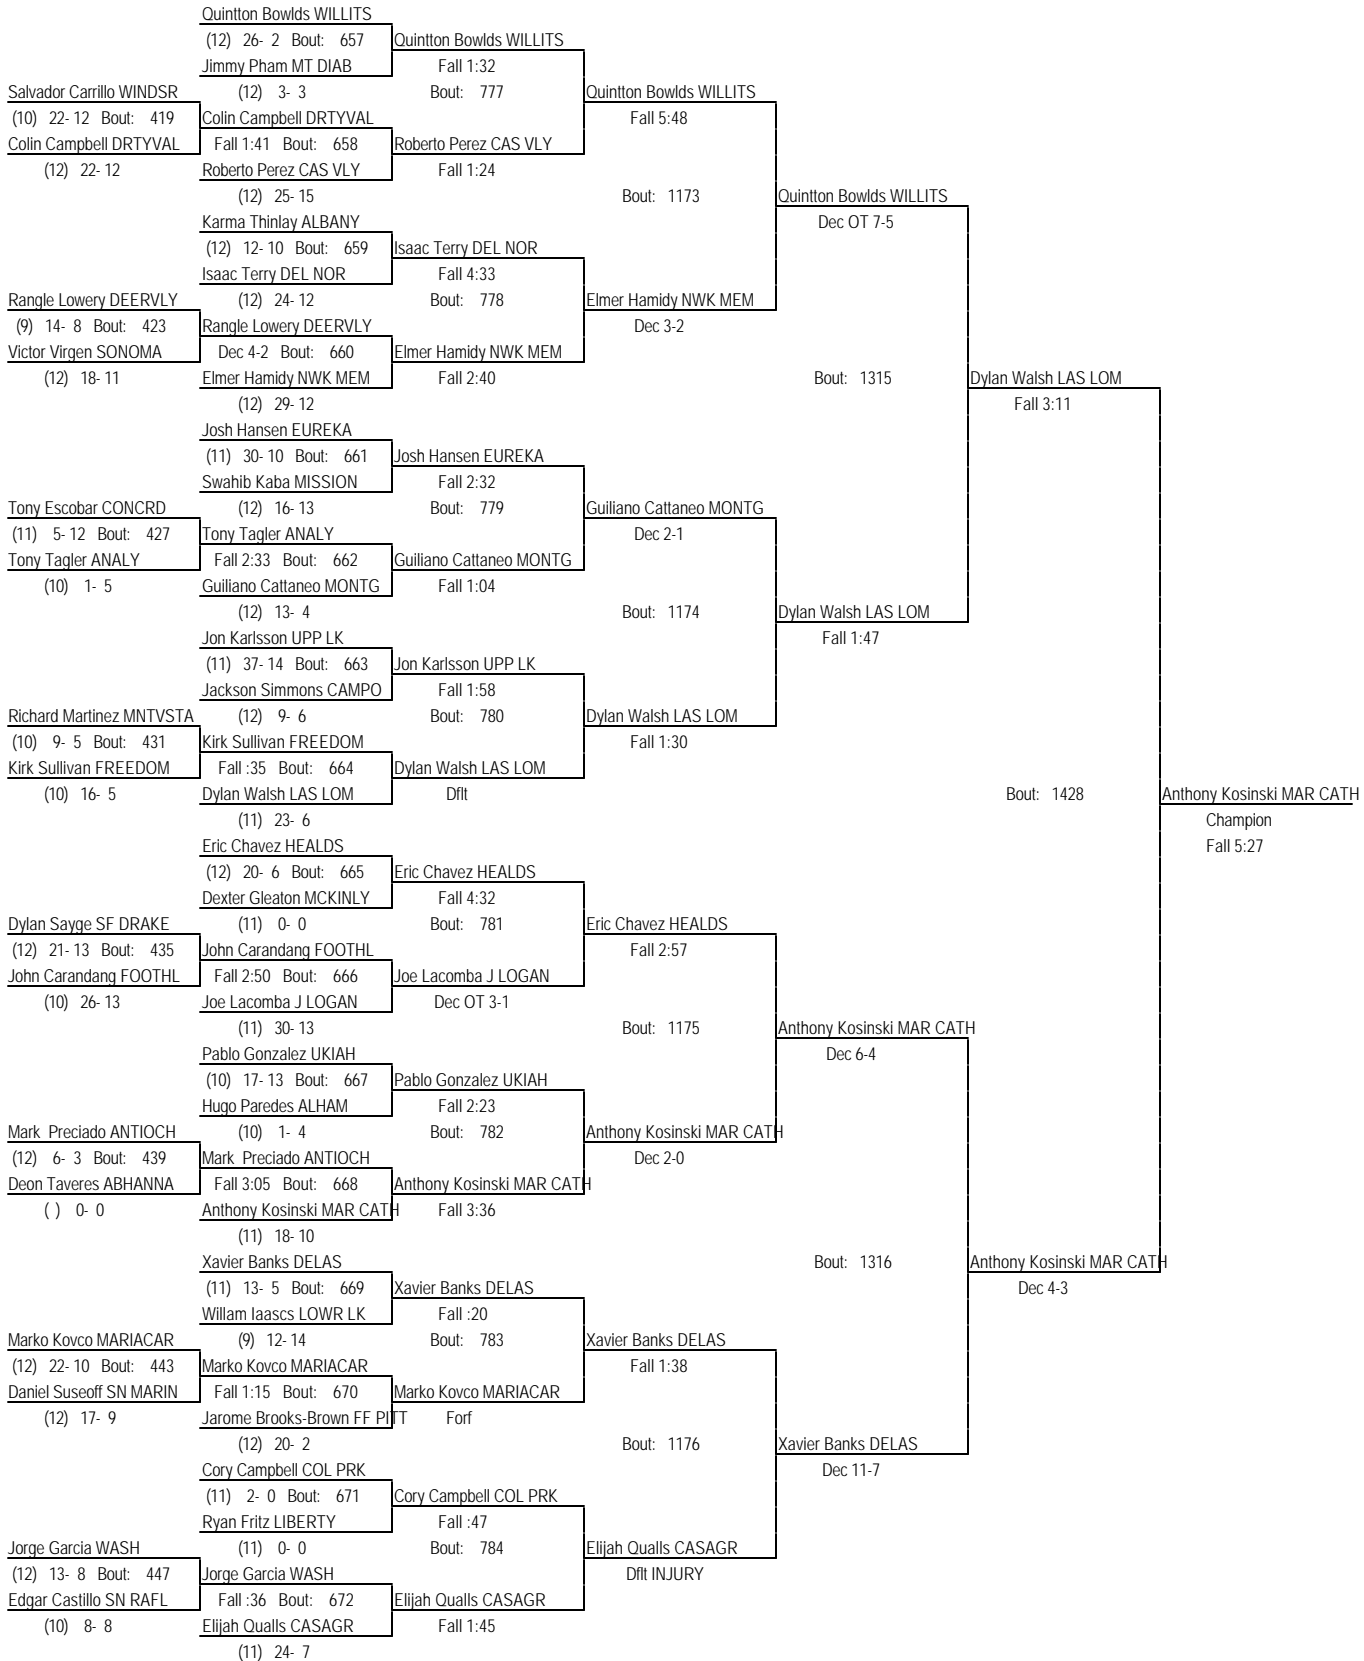 Quintton Bowlds WILLITS
(12) 26- 2 Bout: 657 Quintton Bowlds WILLITS
Jimmy Pham MT DIAB Fall 1:32
Salvador Carrillo WINDSR (12) 3- 3 Bout: 777 Quintton Bowlds WILLITS
(10) 22- 12 Bout: 419 Colin Campbell DRTYVAL Fall 5:48
Colin Campbell DRTYVAL Fall 1:41 Bout: 658 Roberto Perez CAS VLY
(12) 22- 12 Roberto Perez CAS VLY Fall 1:24
(12) 25- 15 Bout: 1173 Quintton Bowlds WILLITS
Karma Thinlay ALBANY Dec OT 7-5
(12) 12- 10 Bout: 659 Isaac Terry DEL NOR
Isaac Terry DEL NOR Fall 4:33
Rangle Lowery DEERVLY (12) 24- 12 Bout: 778 Elmer Hamidy NWK MEM
(9) 14- 8 Bout: 423 Rangle Lowery DEERVLY Dec 3-2
Victor Virgen SONOMA Dec 4-2 Bout: 660 Elmer Hamidy NWK MEM
(12) 18- 11 Elmer Hamidy NWK MEM Fall 2:40 Bout: 1315 Dylan Walsh LAS LOM
(12) 29- 12 Fall 3:11
Josh Hansen EUREKA
(11) 30- 10 Bout: 661 Josh Hansen EUREKA
Swahib Kaba MISSION Fall 2:32
Tony Escobar CONCRD (12) 16- 13 Bout: 779 Guiliano Cattaneo MONTG
(11) 5- 12 Bout: 427 Tony Tagler ANALY Dec 2-1
Tony Tagler ANALY Fall 2:33 Bout: 662 Guiliano Cattaneo MONTG
(10) 1- 5 Guiliano Cattaneo MONTG Fall 1:04
(12) 13- 4 Bout: 1174 Dylan Walsh LAS LOM
Jon Karlsson UPP LK Fall 1:47
(11) 37- 14 Bout: 663 Jon Karlsson UPP LK
Jackson Simmons CAMPO Fall 1:58
Richard Martinez MNTVSTA (12) 9- 6 Bout: 780 Dylan Walsh LAS LOM
(10) 9- 5 Bout: 431 Kirk Sullivan FREEDOM Fall 1:30
Kirk Sullivan FREEDOM Fall :35 Bout: 664 Dylan Walsh LAS LOM
(10) 16- 5 Dylan Walsh LAS LOM Dflt Bout: 1428 Anthony Kosinski MAR CATH
(11) 23- 6 Champion
Eric Chavez HEALDS Fall 5:27
(12) 20- 6 Bout: 665 Eric Chavez HEALDS
Dexter Gleaton MCKINLY Fall 4:32
Dylan Sayge SF DRAKE (11) 0- 0 Bout: 781 Eric Chavez HEALDS
(12) 21- 13 Bout: 435 John Carandang FOOTHL Fall 2:57
John Carandang FOOTHL Fall 2:50 Bout: 666 Joe Lacomba J LOGAN
(10) 26- 13 Joe Lacomba J LOGAN Dec OT 3-1
(11) 30- 13 Bout: 1175 Anthony Kosinski MAR CATH
Pablo Gonzalez UKIAH Dec 6-4
(10) 17- 13 Bout: 667 Pablo Gonzalez UKIAH
Hugo Paredes ALHAM Fall 2:23
Mark Preciado ANTIOCH (10) 1- 4 Bout: 782 Anthony Kosinski MAR CATH
(12) 6- 3 Bout: 439 Mark Preciado ANTIOCH Dec 2-0
Deon Taveres ABHANNA Fall 3:05 Bout: 668 Anthony Kosinski MAR CATH
( ) 0- 0 Anthony Kosinski MAR CATH Fall 3:36
(11) 18- 10
Xavier Banks DELAS Bout: 1316 Anthony Kosinski MAR CATH
(11) 13- 5 Bout: 669 Xavier Banks DELAS Dec 4-3
Willam Iaascs LOWR LK Fall :20
Marko Kovco MARIACAR (9) 12- 14 Bout: 783 Xavier Banks DELAS
(12) 22- 10 Bout: 443 Marko Kovco MARIACAR Fall 1:38
Daniel Suseoff SN MARIN Fall 1:15 Bout: 670 Marko Kovco MARIACAR
(12) 17- 9 Jarome Brooks-Brown FF PITT Forf
(12) 20- 2 Bout: 1176 Xavier Banks DELAS
Cory Campbell COL PRK Dec 11-7
(11) 2- 0 Bout: 671 Cory Campbell COL PRK
Ryan Fritz LIBERTY Fall :47
Jorge Garcia WASH (11) 0- 0 Bout: 784 Elijah Qualls CASAGR
(12) 13- 8 Bout: 447 Jorge Garcia WASH Dflt INJURY
Edgar Castillo SN RAFL Fall :36 Bout: 672 Elijah Qualls CASAGR
(10) 8- 8 Elijah Qualls CASAGR Fall 1:45
(11) 24- 7